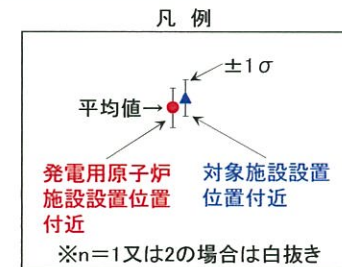 凡 例
±1σ
平均値→
発電用原子炉
施設設置位置
付近
対象施設設置
位置付近
※n=1又は2の場合は白抜き